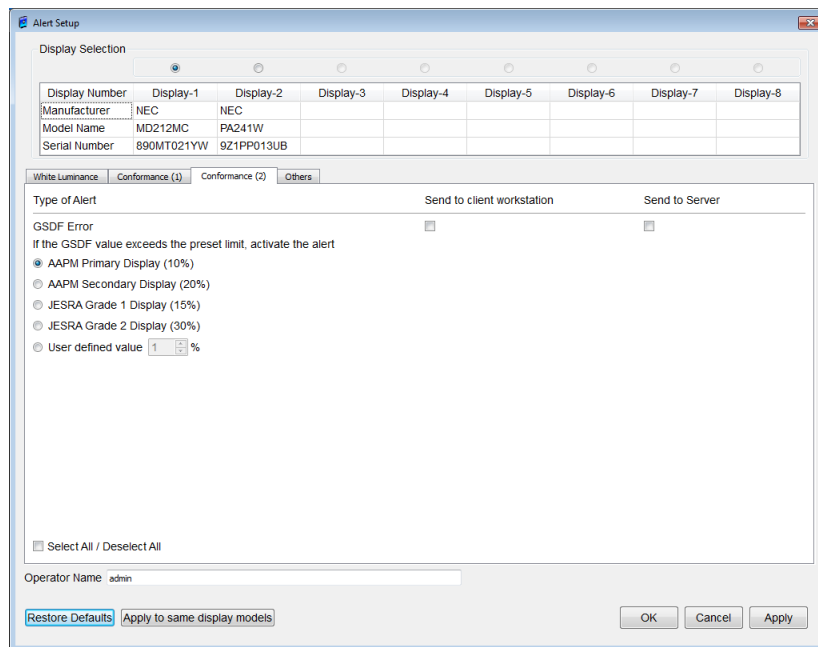 Alert Setup
Display Selection
Display Number Display-1 Display-2 Display-3 Display-4 Display-5 Display-6 Display-7 Display-8
Manufacturer NEC NEC
Model Name MD212MC PA241W
Serial Number 890MT021YW 9Z1PP013UB
White Luminance Conformance (1) Conformance (2) Others
Type of Alert Send to client workstation Send to Server
GSDF Error
If the GSDF value exceeds the preset limit, activate the alert
AAPM Primary Display (10%)
AAPM Secondary Display (20%)
JESRA Grade 1 Display (15%)
JESRA Grade 2 Display (30%)
User defined value 1 %
Select All / Deselect All
Operator Name admin
Restore Defaults Apply to same display models OK Cancel Apply